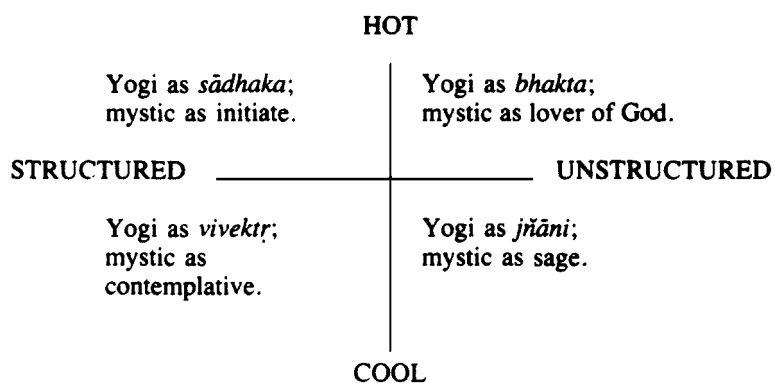 HOT
Yogi as sādhaka;
mystic as initiate.
Yogi as bhakta;
mystic as lover of God.
STRUCTURED
UNSTRUCTURED
Yogi as vivektṛ;
mystic as
contemplative.
Yogi as jñāni;
mystic as sage.
COOL